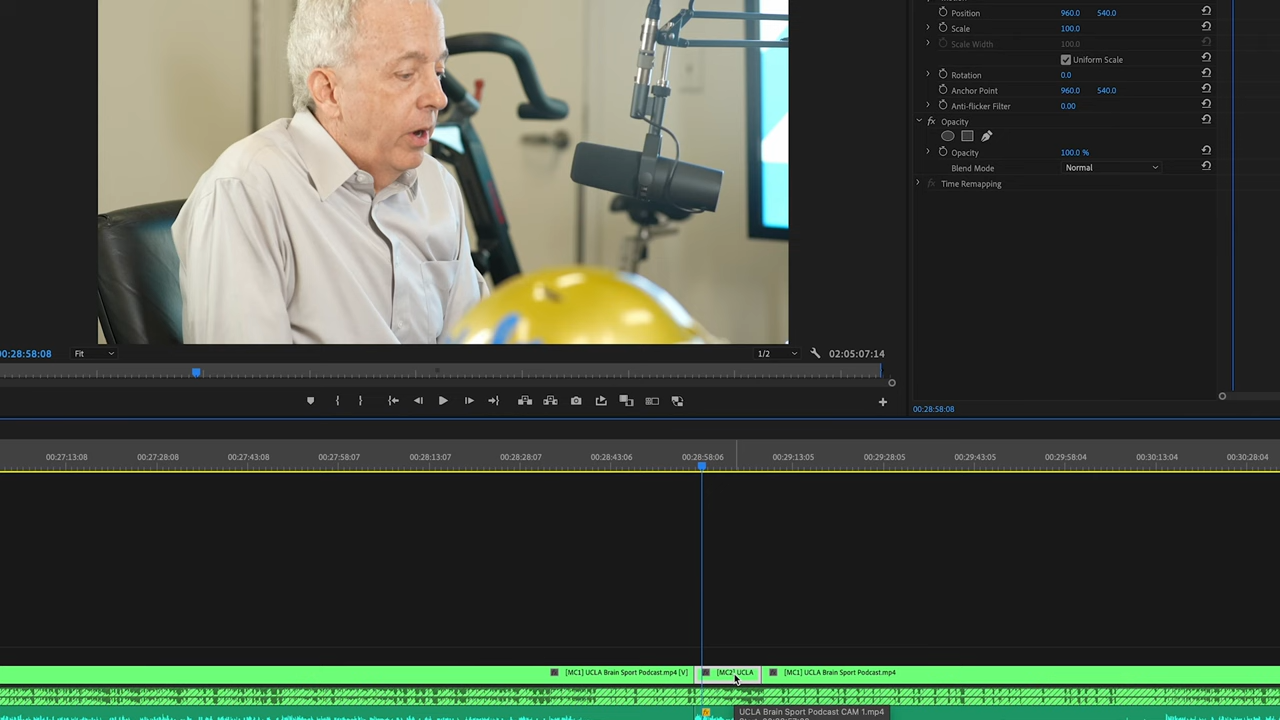 Position 960.0 540.0
Scale 100.0
Scale Width 100.0
Uniform Scale
Rotation 0.0
Anchor Point 960.0 540.0
Anti-flicker Filter 0.00
fx Opacity
Opacity 100.0 %
Blend Mode Normal
fx Time Remapping
00:28:58:08 Fit 1/2 02:05:07:14
00:28:58:08
00:27:13:08 00:27:28:08 00:27:43:08 00:27:58:07 00:28:13:07 00:28:28:07 00:28:43:06 00:28:58:06 00:29:13:05 00:29:28:05 00:29:43:05 00:29:58:04 00:30:13:04 00:30:28:04
[MC1] UCLA Brain Sport Podcast.mp4 [V] [MC2] UCLA [MC1] UCLA Brain Sport Podcast.mp4
UCLA Brain Sport Podcast CAM 1.mp4